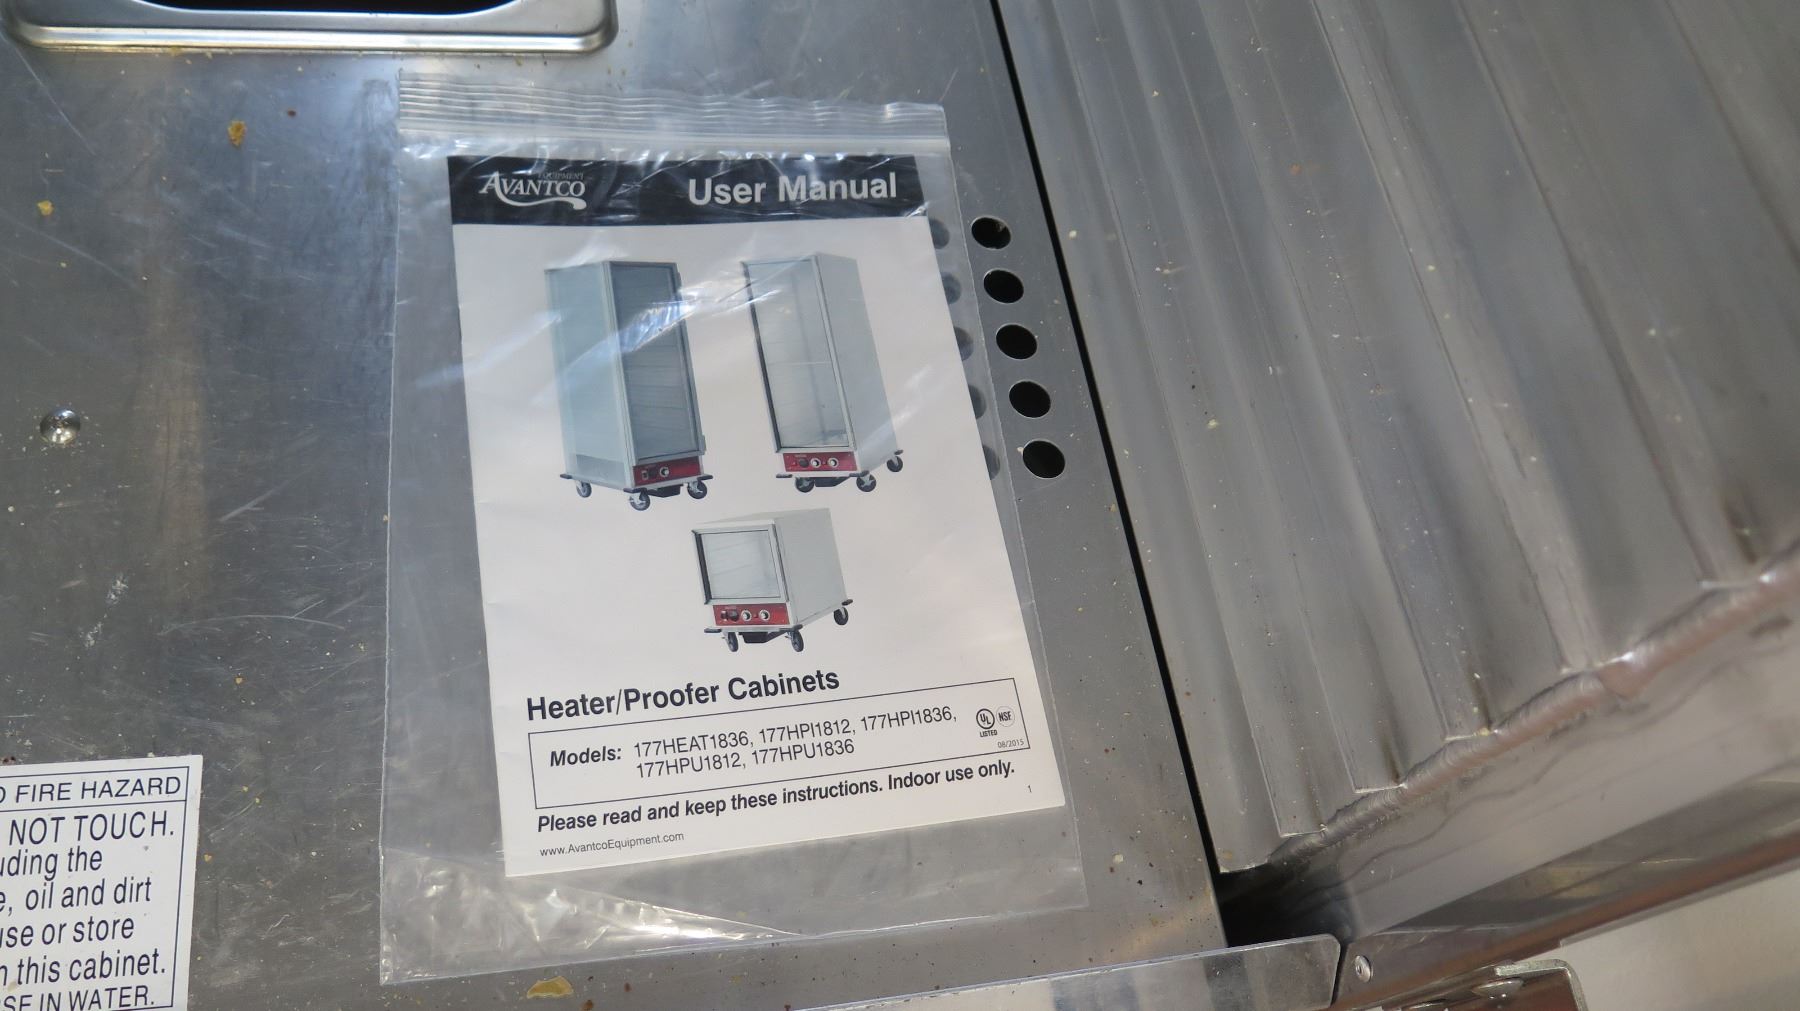 EQUIPMENT
AVANTCO
User Manual
Heater/Proofer Cabinets
Models: 177HEAT1836, 177HPI1812, 177HPI1836,
177HPU1812, 177HPU1836
UL
LISTED
NSF
08/2015
Please read and keep these instructions. Indoor use only.
www.AvantcoEquipment.com
1
FIRE HAZARD
NOT TOUCH.
the
oil and dirt
or store
this cabinet.
IN WATER.